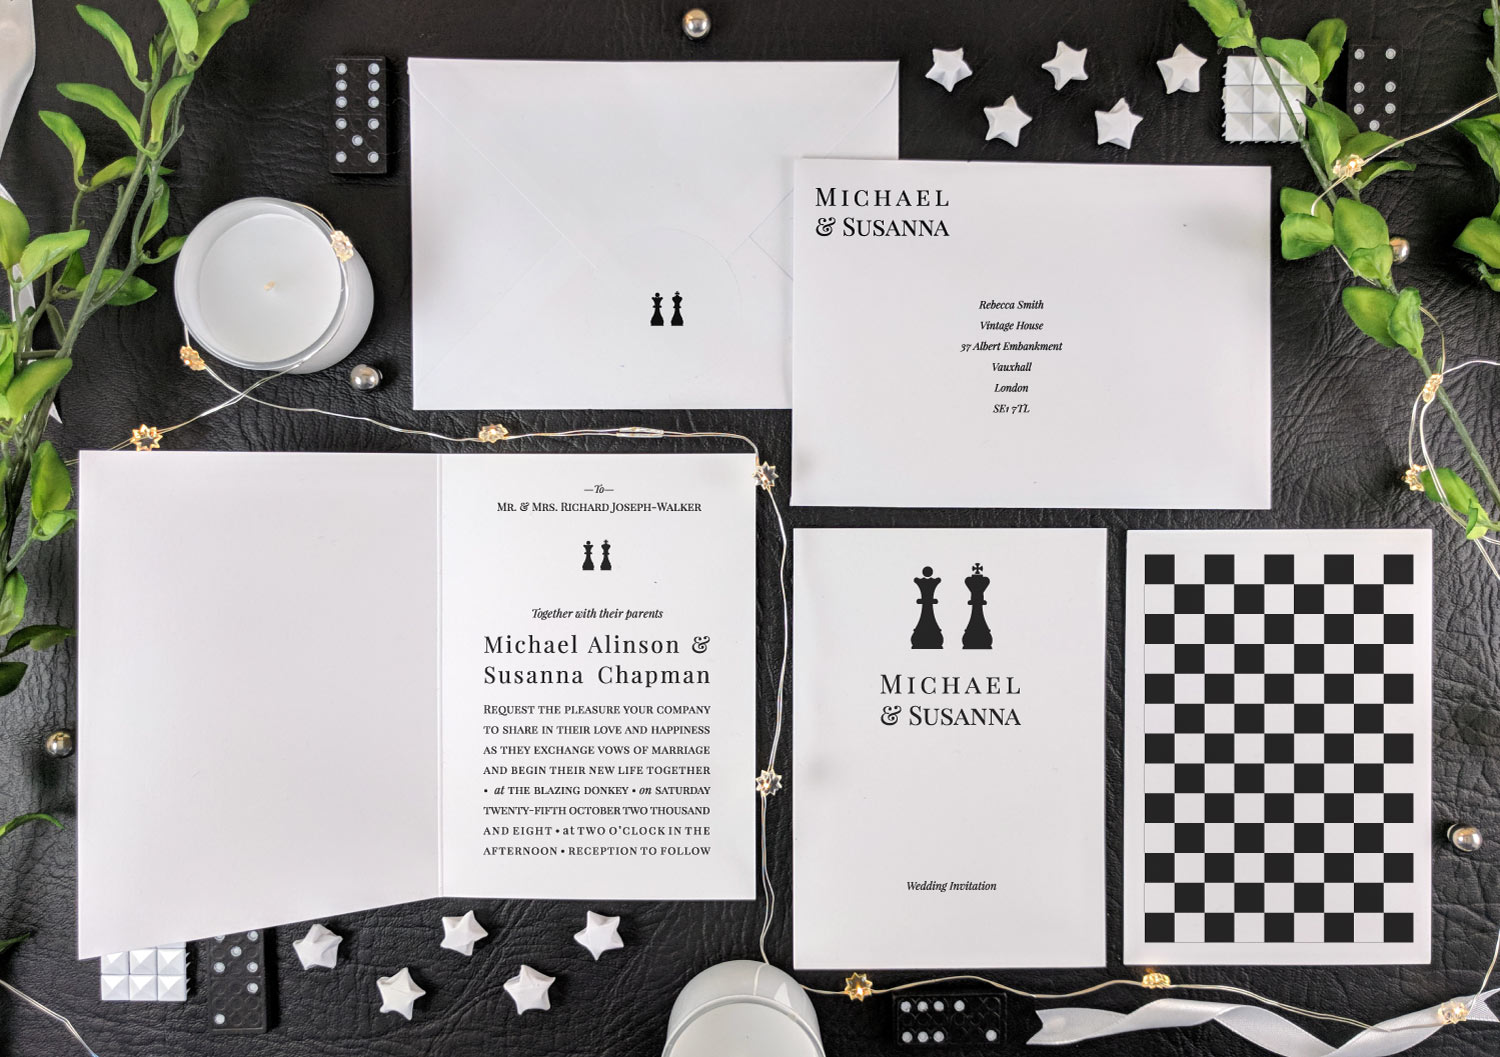 MICHAEL
& SUSANNA
Rebecca Smith
Vintage House
37 Albert Embankment
Vauxhall
London
SE1 7TL
—To—
MR. & MRS. RICHARD JOSEPH-WALKER
Together with their parents
Michael Alinson &
Susanna Chapman
REQUEST THE PLEASURE YOUR COMPANY
TO SHARE IN THEIR LOVE AND HAPPINESS
AS THEY EXCHANGE VOWS OF MARRIAGE
AND BEGIN THEIR NEW LIFE TOGETHER
• at THE BLAZING DONKEY • on SATURDAY
TWENTY-FIFTH OCTOBER TWO THOUSAND
AND EIGHT • at TWO O'CLOCK IN THE
AFTERNOON • RECEPTION TO FOLLOW
MICHAEL
& SUSANNA
Wedding Invitation